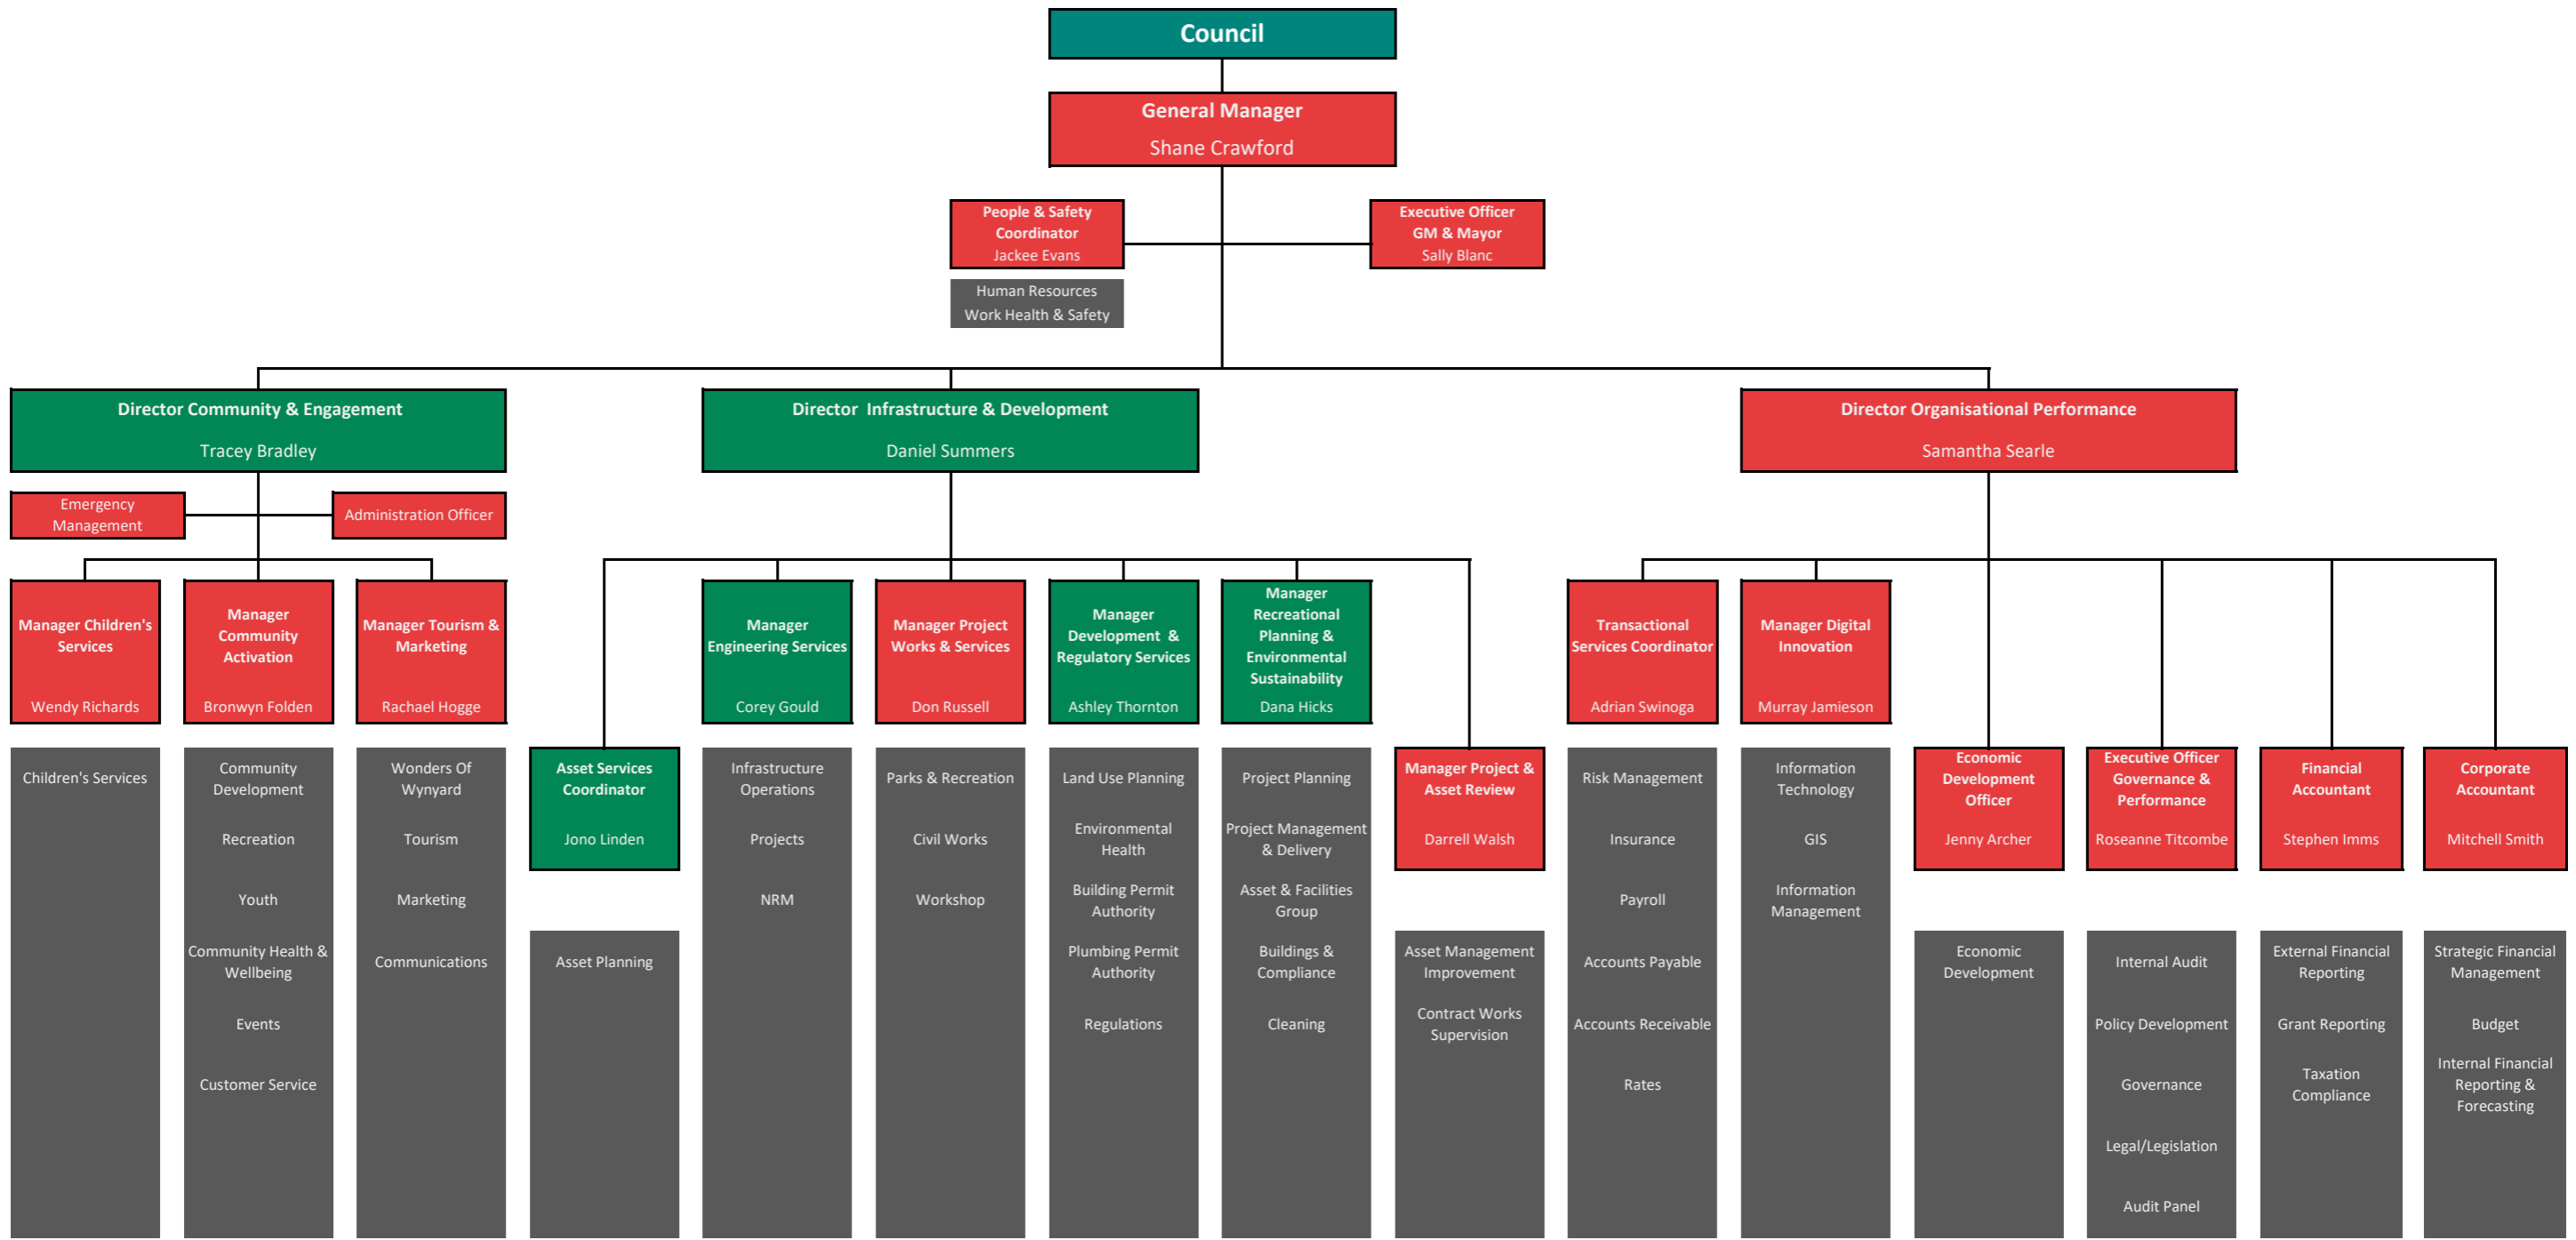 Council
General Manager
Shane Crawford
People & Safety
Coordinator
Jackee Evans
Executive Officer
GM & Mayor
Sally Blanc
Human Resources
Work Health & Safety
Director Community & Engagement
Tracey Bradley
Director Infrastructure & Development
Daniel Summers
Director Organisational Performance
Samantha Searle
Emergency
Management
Administration Officer
Manager Children's
Services
Wendy Richards
Manager
Community
Activation
Bronwyn Folden
Manager Tourism &
Marketing
Rachael Hogge
Manager
Engineering Services
Corey Gould
Manager Project
Works & Services
Don Russell
Manager
Development &
Regulatory Services
Ashley Thornton
Manager
Recreational
Planning &
Environmental
Sustainability
Dana Hicks
Transactional
Services Coordinator
Adrian Swinoga
Manager Digital
Innovation
Murray Jamieson
Children's Services
Community
Development
Recreation
Youth
Community Health &
Wellbeing
Events
Customer Service
Wonders Of
Wynyard
Tourism
Marketing
Communications
Asset Services
Coordinator
Jono Linden
Asset Planning
Infrastructure
Operations
Projects
NRM
Parks & Recreation
Civil Works
Workshop
Land Use Planning
Environmental
Health
Building Permit
Authority
Plumbing Permit
Authority
Regulations
Project Planning
Project Management
& Delivery
Asset & Facilities
Group
Buildings &
Compliance
Cleaning
Manager Project &
Asset Review
Darrell Walsh
Asset Management
Improvement
Contract Works
Supervision
Risk Management
Insurance
Payroll
Accounts Payable
Accounts Receivable
Rates
Information
Technology
GIS
Information
Management
Economic
Development
Officer
Jenny Archer
Economic
Development
Executive Officer
Governance &
Performance
Roseanne Titcombe
Internal Audit
Policy Development
Governance
Legal/Legislation
Audit Panel
Financial
Accountant
Stephen Imms
External Financial
Reporting
Grant Reporting
Taxation
Compliance
Corporate
Accountant
Mitchell Smith
Strategic Financial
Management
Budget
Internal Financial
Reporting &
Forecasting